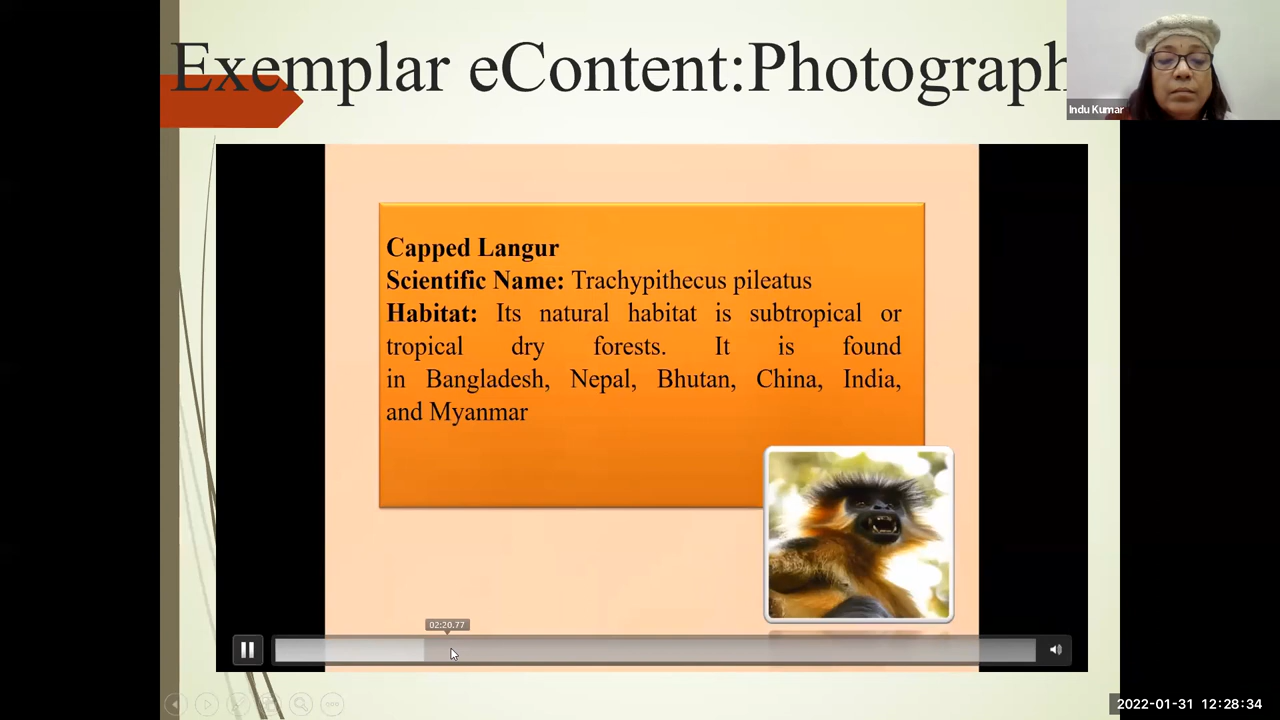 Exemplar eContent:Photograph
Indu Kumar
Capped Langur
Scientific Name: Trachypithecus pileatus
Habitat: Its natural habitat is subtropical or
tropical dry forests. It is found
in Bangladesh, Nepal, Bhutan, China, India,
and Myanmar
02:20.77
2022-01-31 12:28:34